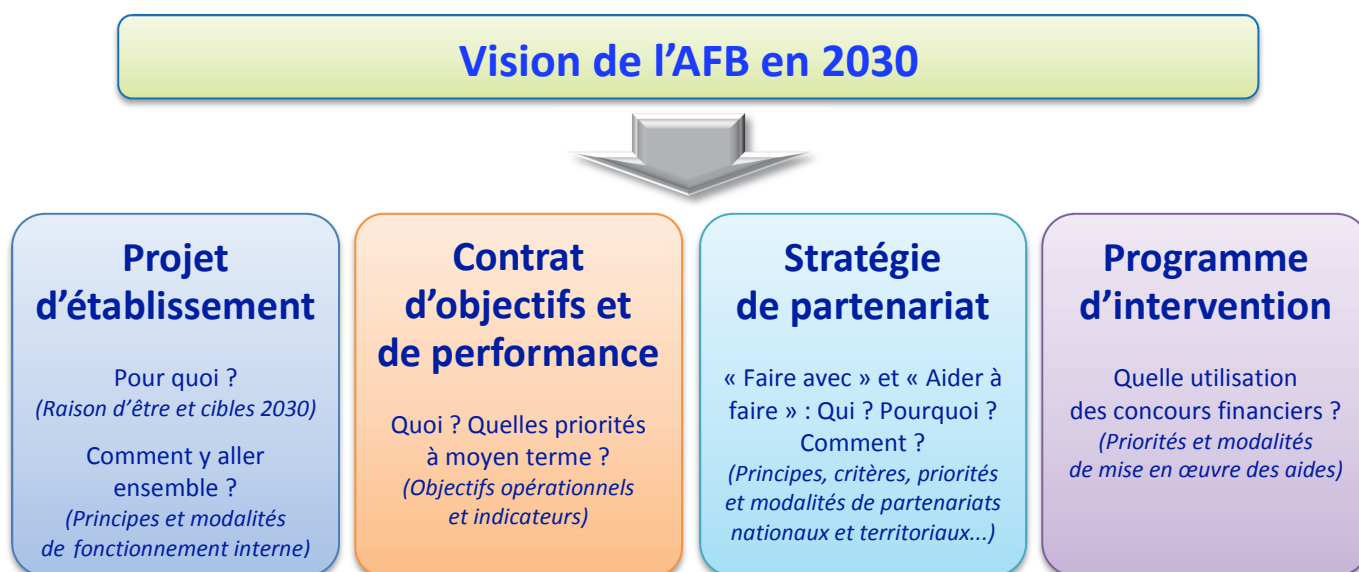 Vision de l’AFB en 2030
Projet
d’établissement
Pour quoi ?
(Raison d’être et cibles 2030)
Comment y aller
ensemble ?
(Principes et modalités
de fonctionnement interne)
Contrat
d’objectifs et
de performance
Quoi ? Quelles priorités
à moyen terme ?
(Objectifs opérationnels
et indicateurs)
Stratégie
de partenariat
« Faire avec » et « Aider à
faire » : Qui ? Pourquoi ?
Comment ?
(Principes, critères, priorités
et modalités de partenariats
nationaux et territoriaux...)
Programme
d’intervention
Quelle utilisation
des concours financiers ?
(Priorités et modalités
de mise en œuvre des aides)